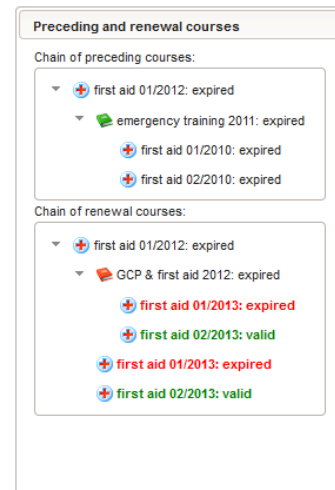 Preceding and renewal courses
Chain of preceding courses:
first aid 01/2012: expired
emergency training 2011: expired
first aid 01/2010: expired
first aid 02/2010: expired
Chain of renewal courses:
first aid 01/2012: expired
GCP & first aid 2012: expired
first aid 01/2013: expired
first aid 02/2013: valid
first aid 01/2013: expired
first aid 02/2013: valid